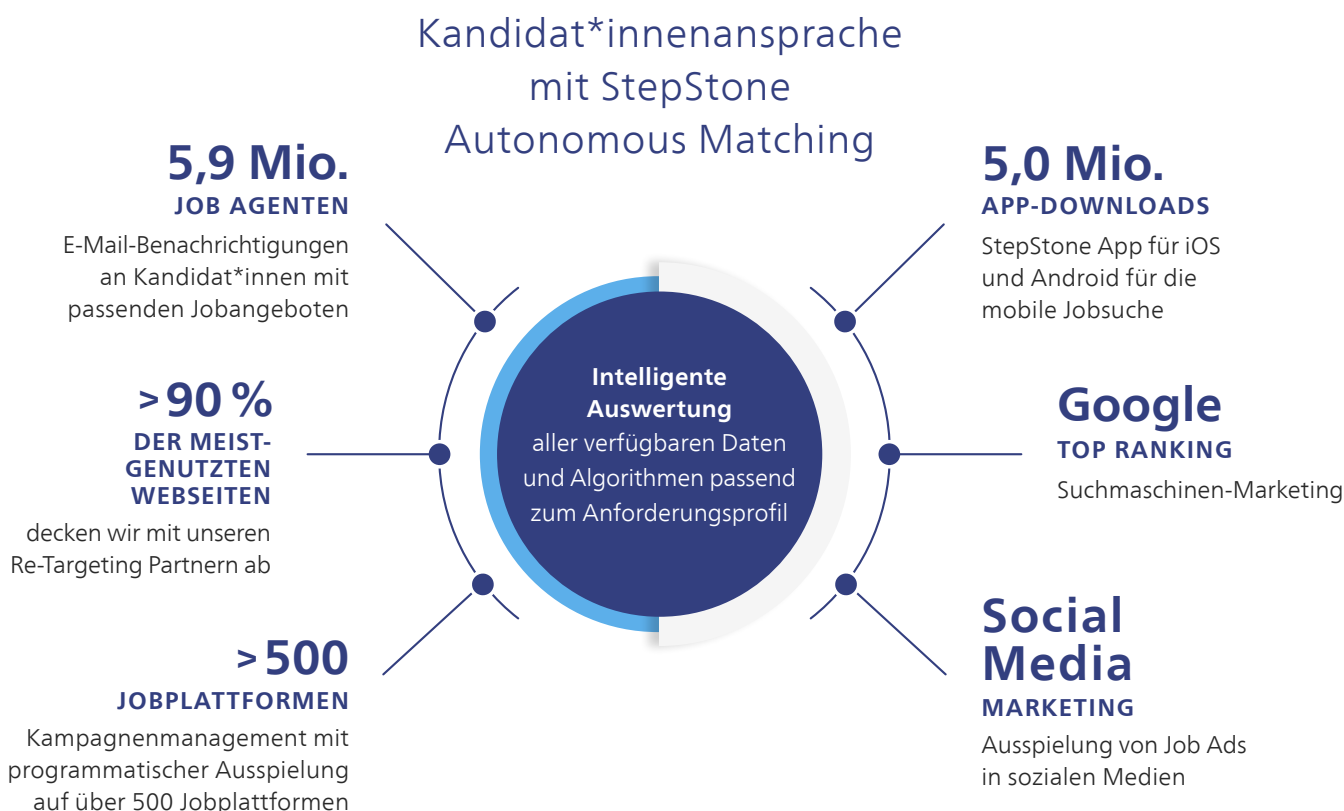 Kandidat*innenansprache
mit StepStone
Autonomous Matching
5,9 Mio.
JOB AGENTEN
E-Mail-Benachrichtigungen
an Kandidat*innen mit
passenden Jobangeboten
> 90 %
DER MEIST-
GENUTZTEN
WEBSEITEN
decken wir mit unseren
Re-Targeting Partnern ab
> 500
JOBPLATTFORMEN
Kampagnenmanagement mit
programmatischer Ausspielung
auf über 500 Jobplattformen
Intelligente
Auswertung
aller verfügbaren Daten
und Algorithmen passend
zum Anforderungsprofil
5,0 Mio.
APP-DOWNLOADS
StepStone App für iOS
und Android für die
mobile Jobsuche
Google
TOP RANKING
Suchmaschinen-Marketing
Social
Media
MARKETING
Ausspielung von Job Ads
in sozialen Medien